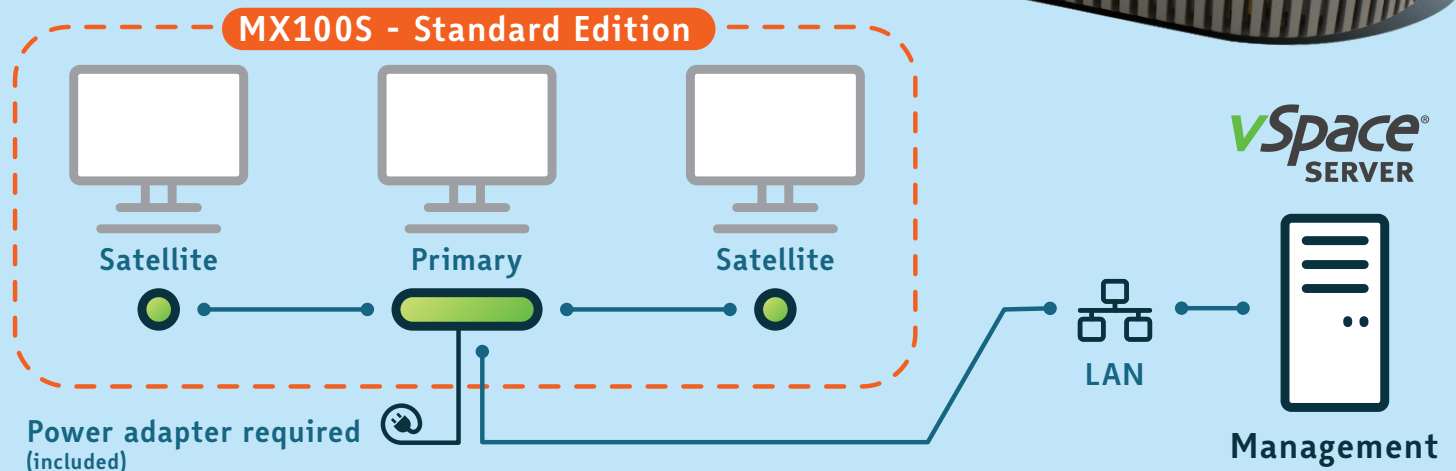 MX100S - Standard Edition
vSpace®
SERVER
Satellite
Primary
Satellite
LAN
Power adapter required
(included)
Management